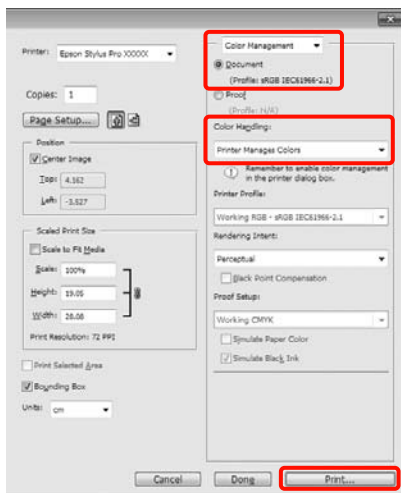 Printer: Epson Stylus Pro XXXXX
Copies: 1
Page Setup...
Position
Center Image
Top: 4.162
Left: -3.527
Scaled Print Size
Scale to Fit Media
Scale: 100%
Height: 19.05
Width: 28.08
Print Resolution: 72 PPI
Print Selected Area
Bounding Box
Units: cm
Color Management
Document
(Profile: sRGB IEC61966-2.1)
Proof
(Profile: N/A)
Color Handling:
Printer Manages Colors
Remember to enable color management
in the printer dialog box.
Printer Profile:
Working RGB - sRGB IEC61966-2.1
Rendering Intent:
Perceptual
Black Point Compensation
Proof Setup:
Working CMYK
Simulate Paper Color
Simulate Black Ink
Cancel
Done
Print...